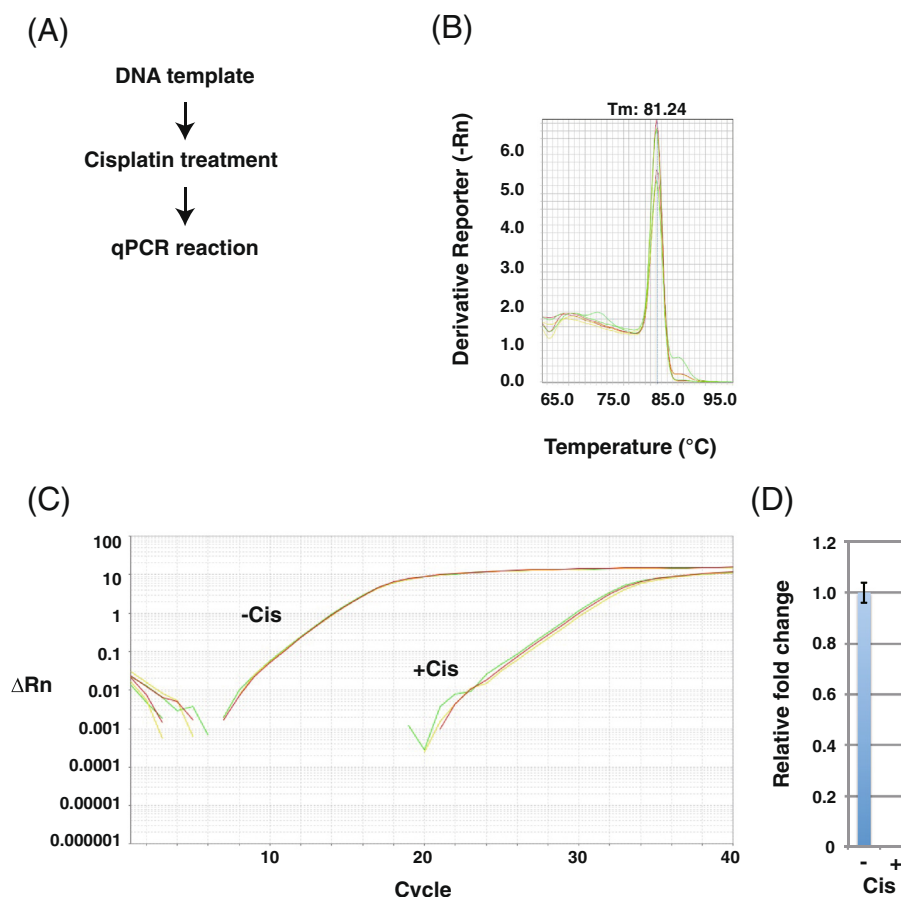 (A)
DNA template
Cisplatin treatment
qPCR reaction
(B)
Tm: 81.24
Derivative Reporter (-Rn)
6.0
5.0
4.0
3.0
2.0
1.0
0.0
65.0 75.0 85.0 95.0
Temperature (°C)
(C)
ΔRn
100
10
1
0.1
0.01
0.001
0.0001
0.00001
0.000001
-Cis
+Cis
10 20 30 40
Cycle
(D)
Relative fold change
1.2
1.0
0.8
0.6
0.4
0.2
0
- +
Cis